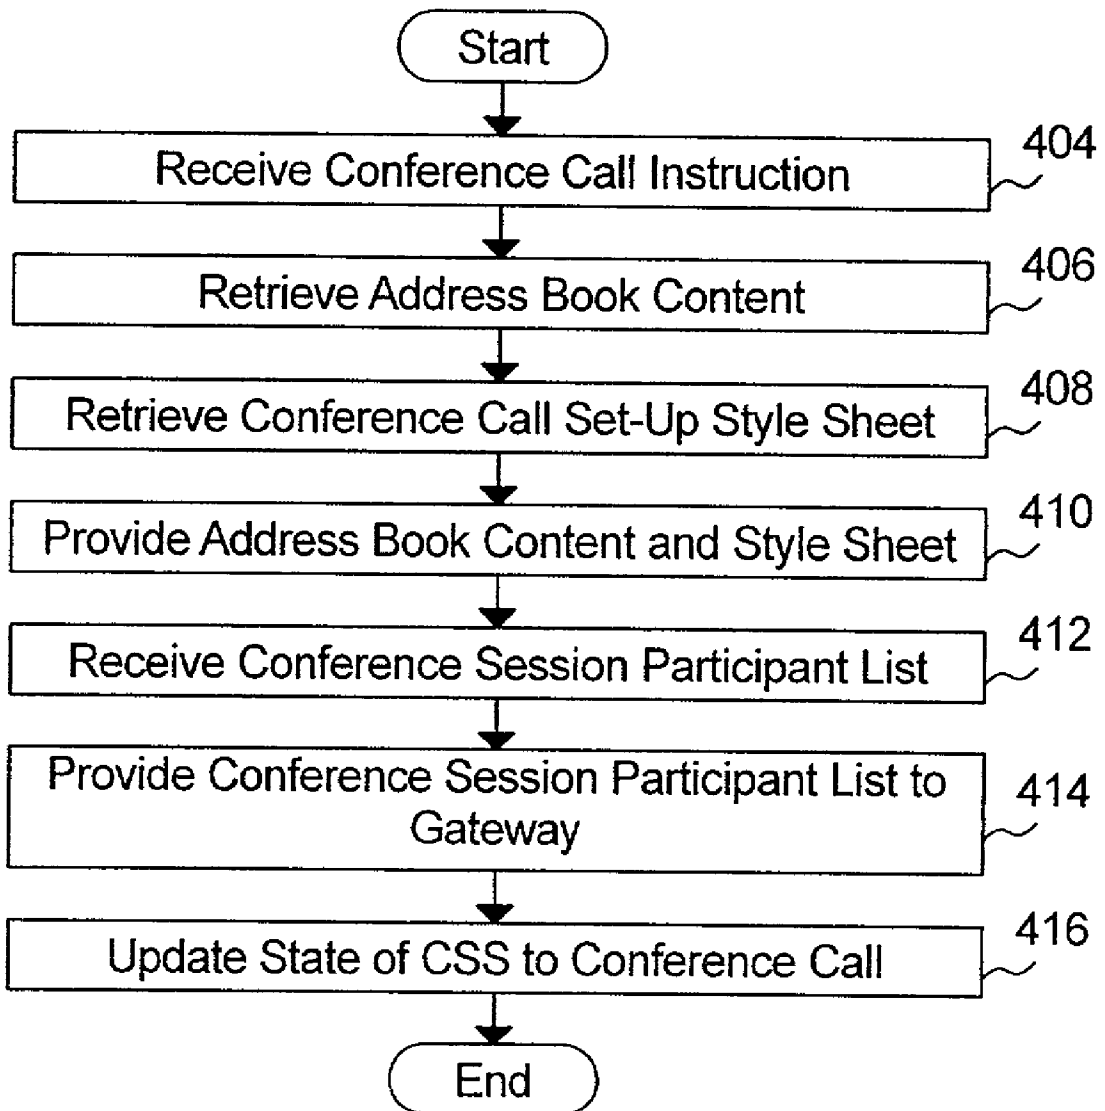 Start
Receive Conference Call Instruction
404
Retrieve Address Book Content
406
Retrieve Conference Call Set-Up Style Sheet
408
Provide Address Book Content and Style Sheet
410
Receive Conference Session Participant List
412
Provide Conference Session Participant List to
Gateway
414
Update State of CSS to Conference Call
416
End